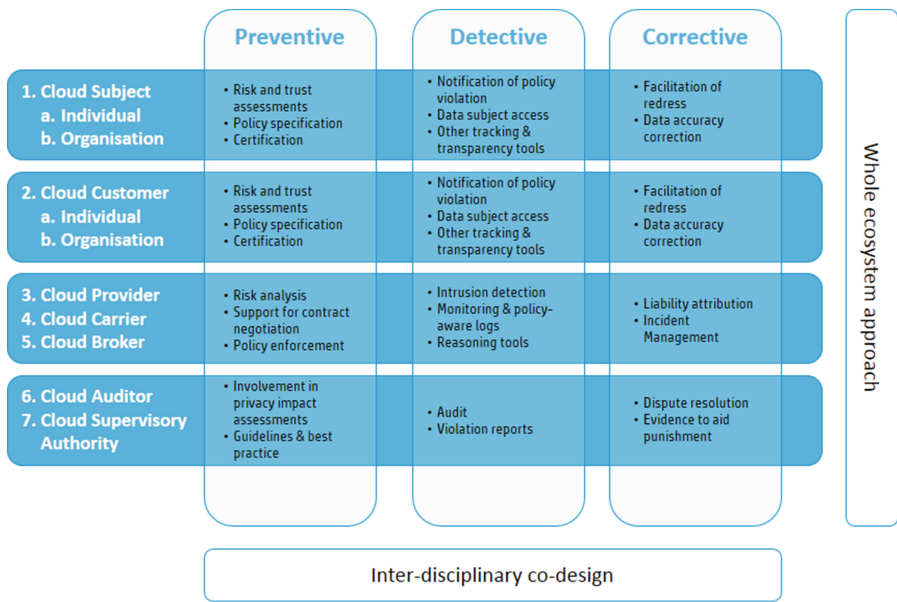 Preventive
Detective
Corrective
1. Cloud Subject
a. Individual
b. Organisation
• Risk and trust
assessments
• Policy specification
• Certification
• Notification of policy
violation
• Data subject access
• Other tracking &
transparency tools
• Facilitation of
redress
• Data accuracy
correction
2. Cloud Customer
a. Individual
b. Organisation
• Risk and trust
assessments
• Policy specification
• Certification
• Notification of policy
violation
• Data subject access
• Other tracking &
transparency tools
• Facilitation of
redress
• Data accuracy
correction
3. Cloud Provider
4. Cloud Carrier
5. Cloud Broker
• Risk analysis
• Support for contract
negotiation
• Policy enforcement
• Intrusion detection
• Monitoring & policy-
aware logs
• Reasoning tools
• Liability attribution
• Incident
Management
6. Cloud Auditor
7. Cloud Supervisory
Authority
• Involvement in
privacy impact
assessments
• Guidelines & best
practice
• Audit
• Violation reports
• Dispute resolution
• Evidence to aid
punishment
Whole ecosystem approach
Inter-disciplinary co-design